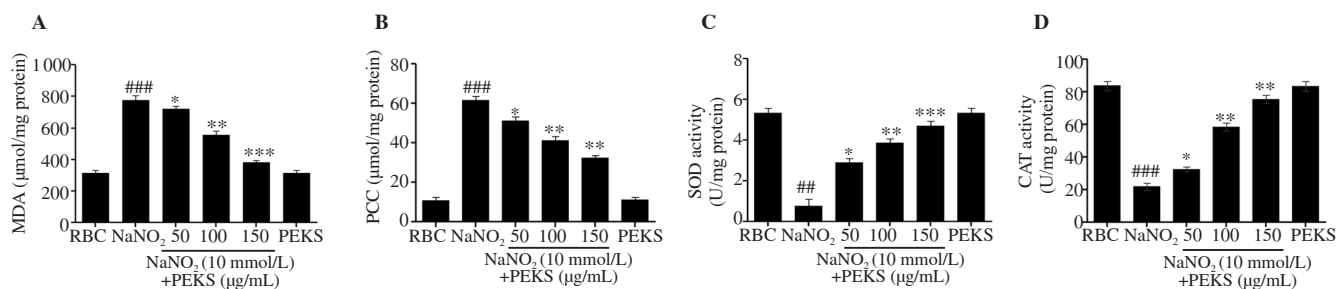 A
MDA (μmol/mg protein)
1 000
800
600
400
200
0
###
*
**
***
RBC NaNO2 50 100 150 PEKS
NaNO2 (10 mmol/L)
+PEKS (μg/mL)
B
PCC (μmol/mg protein)
80
60
40
20
0
###
*
**
**
RBC NaNO2 50 100 150 PEKS
NaNO2 (10 mmol/L)
+PEKS (μg/mL)
C
SOD activity
(U/mg protein)
8
6
4
2
0
##
*
**
***
RBC NaNO2 50 100 150 PEKS
NaNO2 (10 mmol/L)
+PEKS (μg/mL)
D
CAT activity
(U/mg protein)
100
80
60
40
20
0
###
*
**
**
RBC NaNO2 50 100 150 PEKS
NaNO2 (10 mmol/L)
+PEKS (μg/mL)